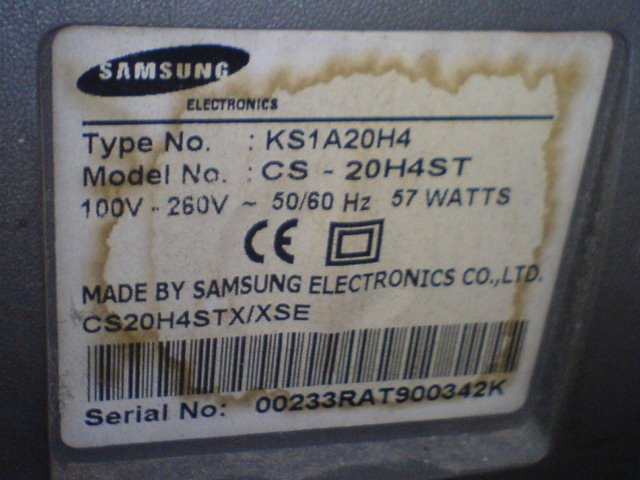 SAMSUNG
ELECTRONICS
Type No. : KS1A20H4
Model No. : CS - 20H4ST
100V - 260V ~ 50/60 Hz 57 WATTS
CE
MADE BY SAMSUNG ELECTRONICS CO.,LTD.
CS20H4STX/XSE
Serial No: 00233RAT900342K